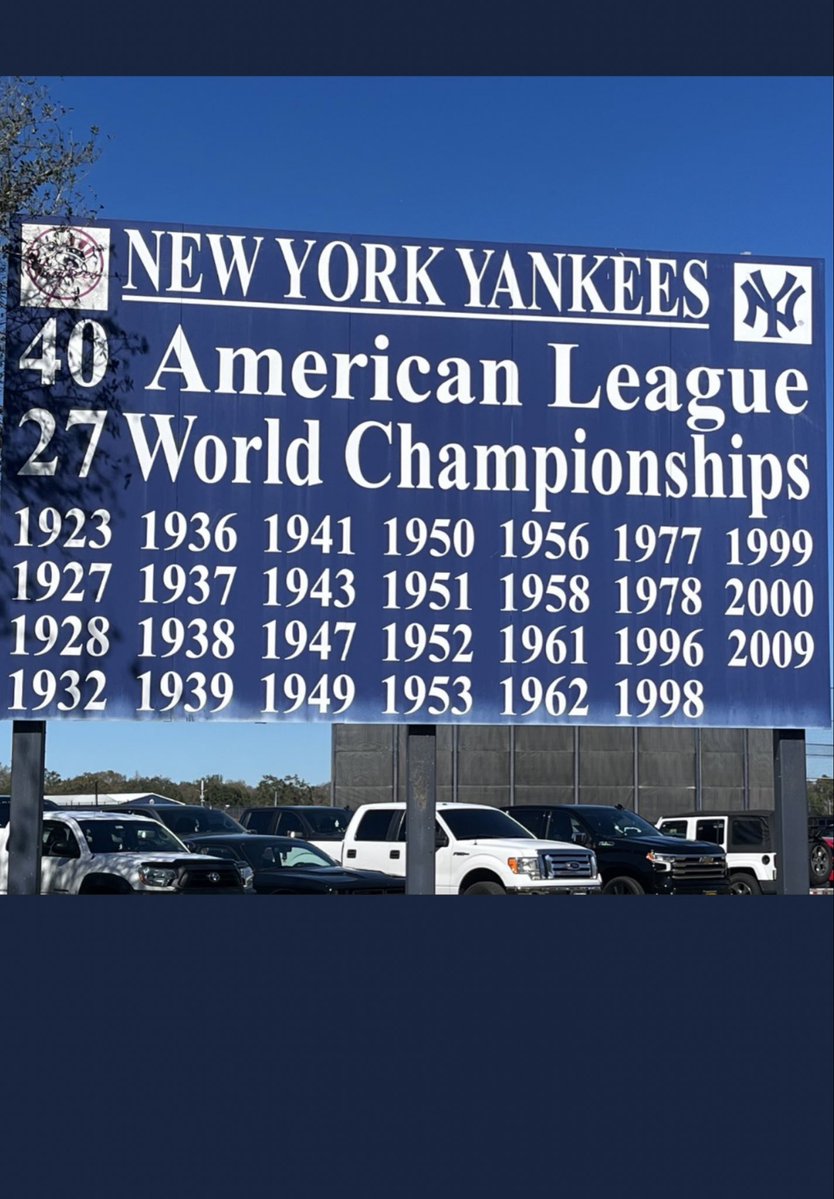 NEW YORK YANKEES
40 American League
27 World Championships
1923 1936 1941 1950 1956 1977 1999
1927 1937 1943 1951 1958 1978 2000
1928 1938 1947 1952 1961 1996 2009
1932 1939 1949 1953 1962 1998